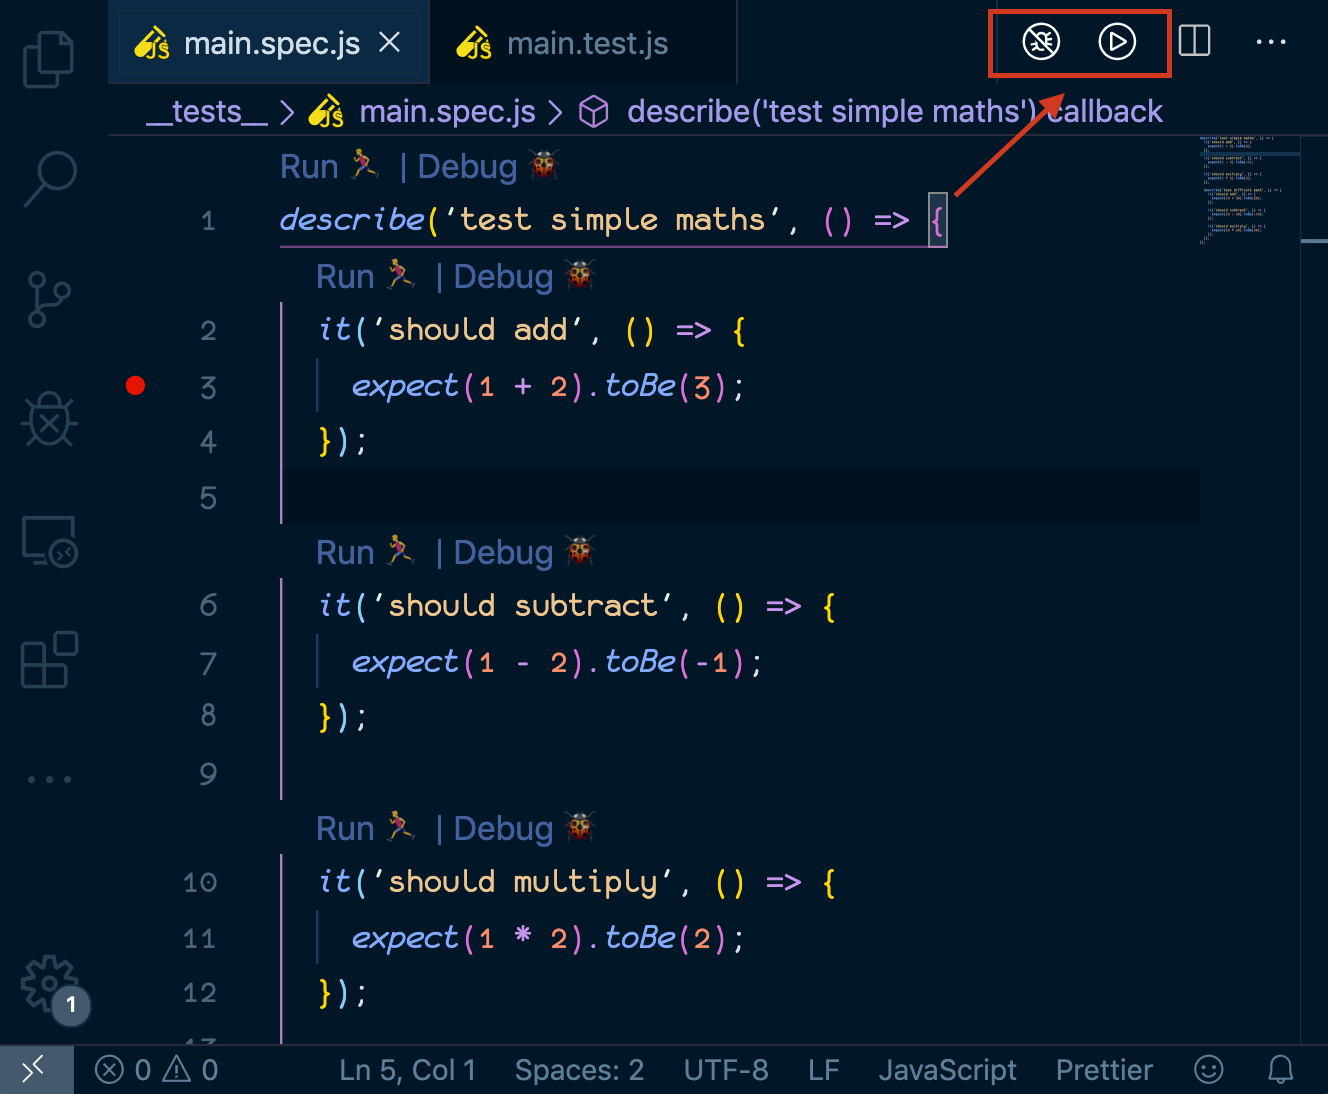 main.spec.js
main.test.js
__tests__ > main.spec.js > describe('test simple maths') callback
Run | Debug
1 describe('test simple maths', () => {
Run | Debug
2 it('should add', () => {
3 expect(1 + 2).toBe(3);
4 });
5
Run | Debug
6 it('should subtract', () => {
7 expect(1 - 2).toBe(-1);
8 });
9
Run | Debug
10 it('should multiply', () => {
11 expect(1 * 2).toBe(2);
12 });
1
0 0 Ln 5, Col 1 Spaces: 2 UTF-8 LF JavaScript Prettier